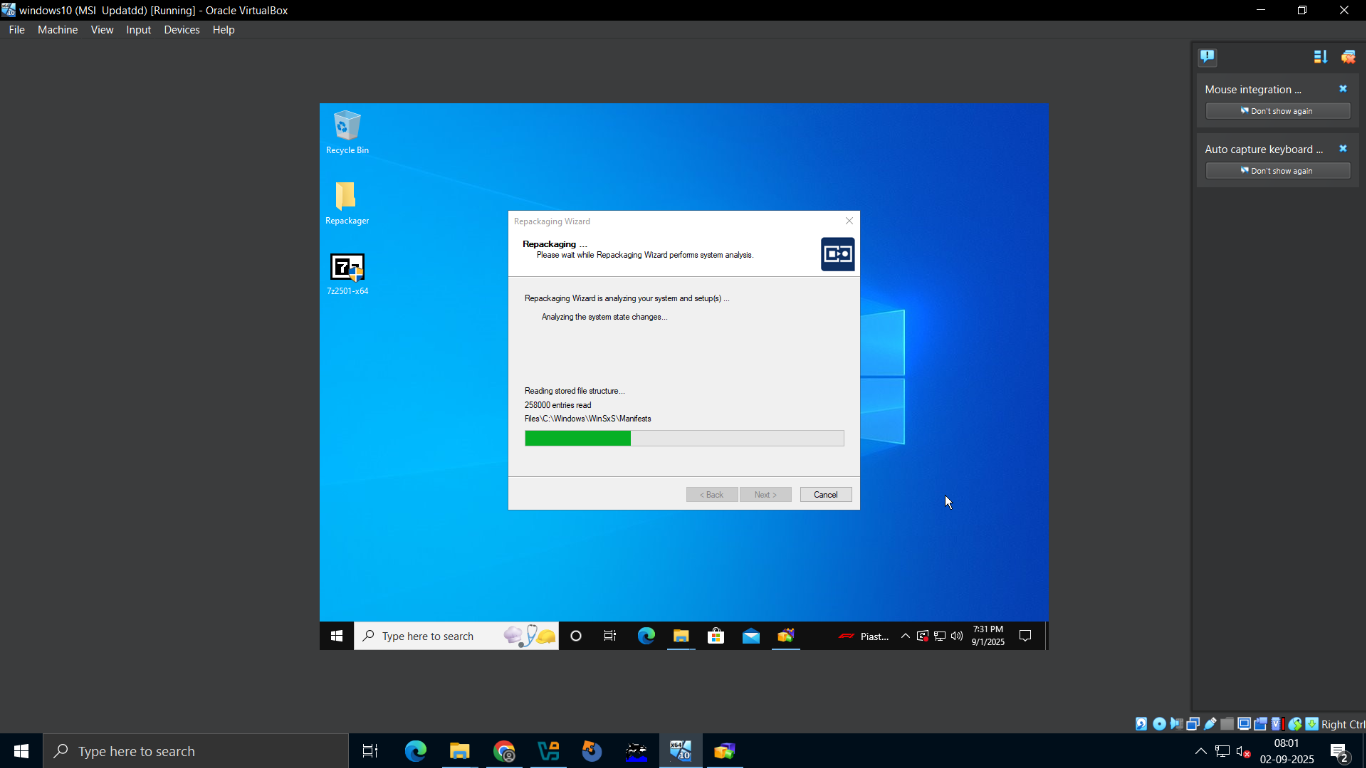 windows10 (MSI Updatdd) [Running] - Oracle VirtualBox
File Machine View Input Devices Help
Mouse integration ...
Don't show again
Auto capture keyboard ...
Don't show again
Recycle Bin
Repackager
7z2501-x64
Repackaging Wizard
Repackaging ...
Please wait while Repackaging Wizard performs system analysis.
Repackaging Wizard is analyzing your system and setup(s) ...
Analyzing the system state changes...
Reading stored file structure...
258000 entries read
Files\C:\Windows\WinSxS\Manifests
< Back Next > Cancel
Type here to search
Piast...
7:31 PM
9/1/2025
Right Ctrl
Type here to search
x64
08:01
02-09-2025
2